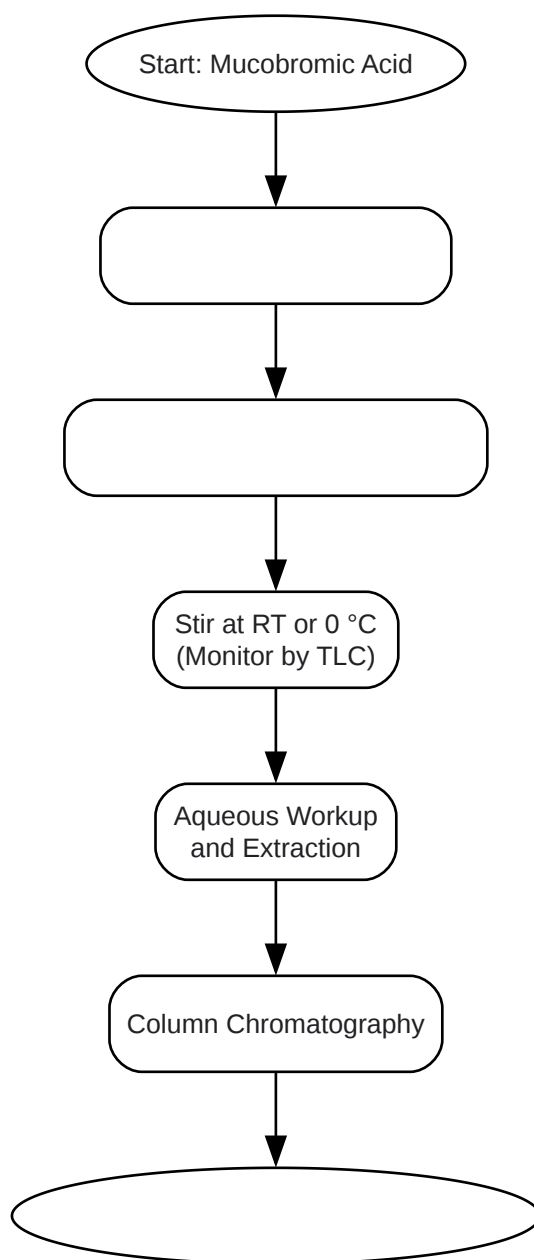 Start: Mucobromic Acid
Stir at RT or 0 °C
(Monitor by TLC)
Aqueous Workup
and Extraction
Column Chromatography